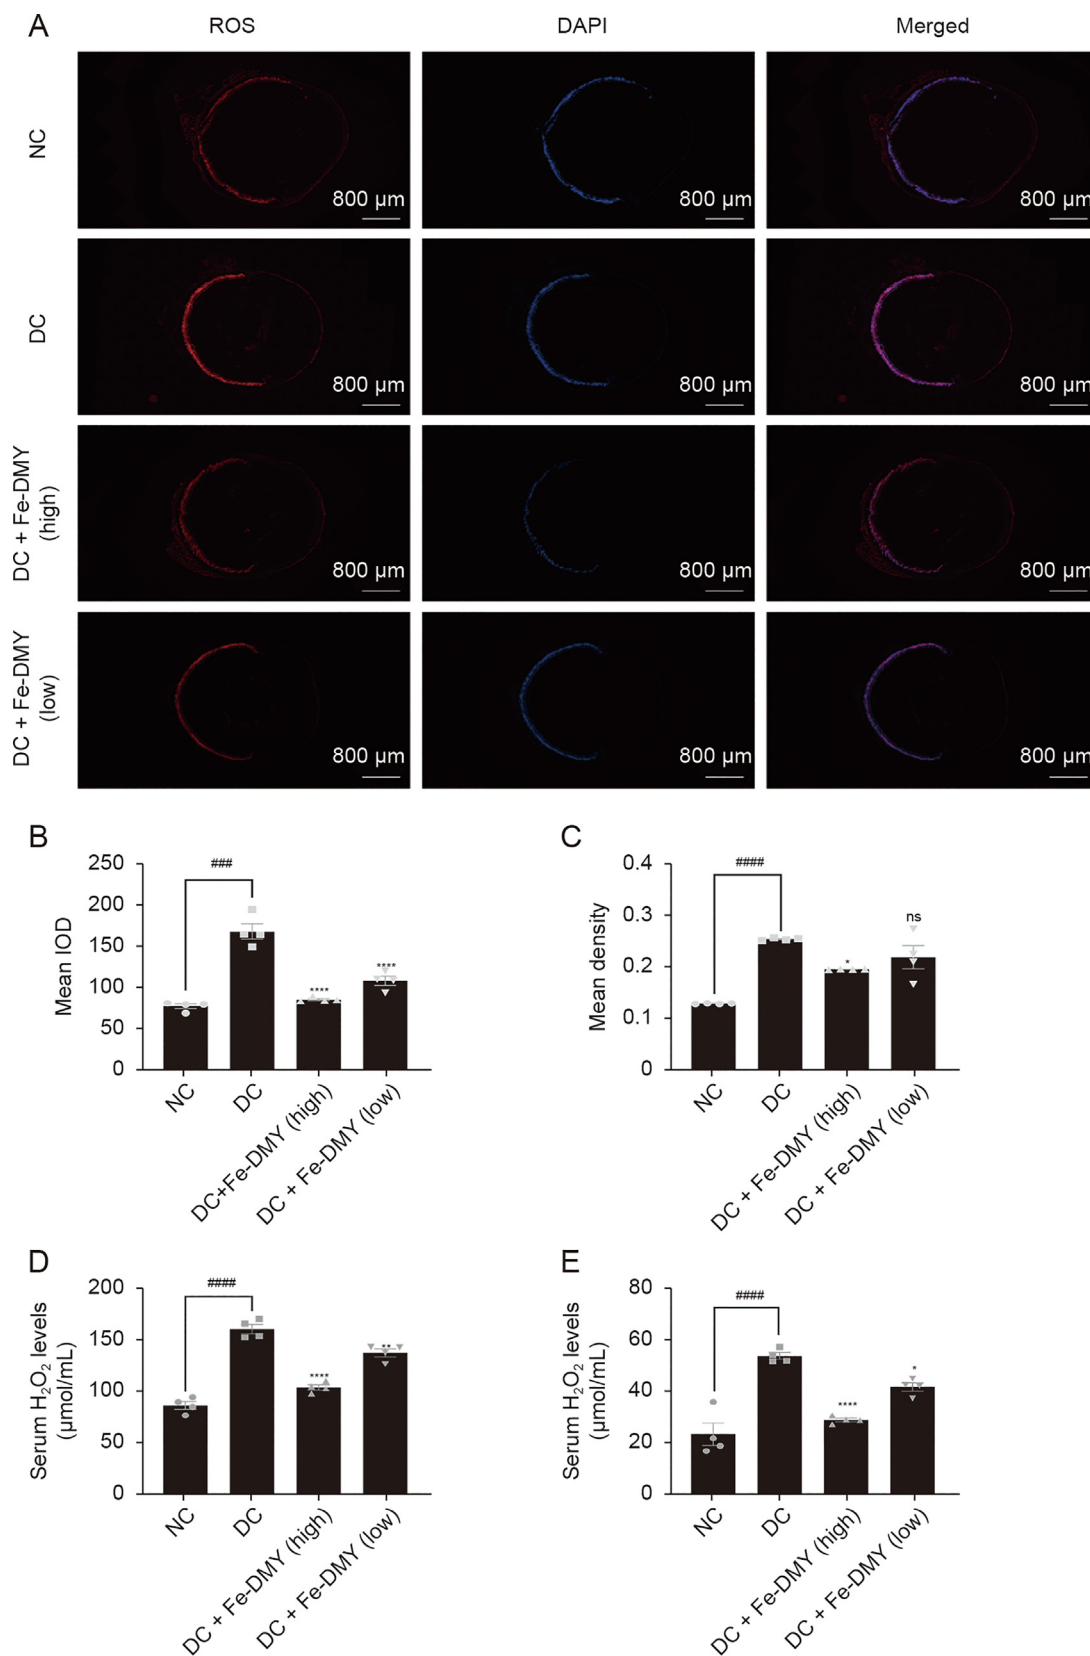 A
ROS DAPI Merged
NC
800 µm 800 µm 800 µm
DC
800 µm 800 µm 800 µm
DC + Fe-DMY
(high)
800 µm 800 µm 800 µm
DC + Fe-DMY
(low)
800 µm 800 µm 800 µm
B
Mean IOD
250
200
150
100
50
0
###
****
****
NC
DC
DC+Fe-DMY (high)
DC + Fe-DMY (low)
C
Mean density
0.4
0.3
0.2
0.1
0
####
*
ns
NC
DC
DC + Fe-DMY (high)
DC + Fe-DMY (low)
D
Serum H₂O₂ levels
(µmol/mL)
200
150
100
50
0
####
****
**
NC
DC
DC + Fe-DMY (high)
DC + Fe-DMY (low)
E
Serum H₂O₂ levels
(µmol/mL)
80
60
40
20
0
####
****
*
NC
DC
DC + Fe-DMY (high)
DC + Fe-DMY (low)